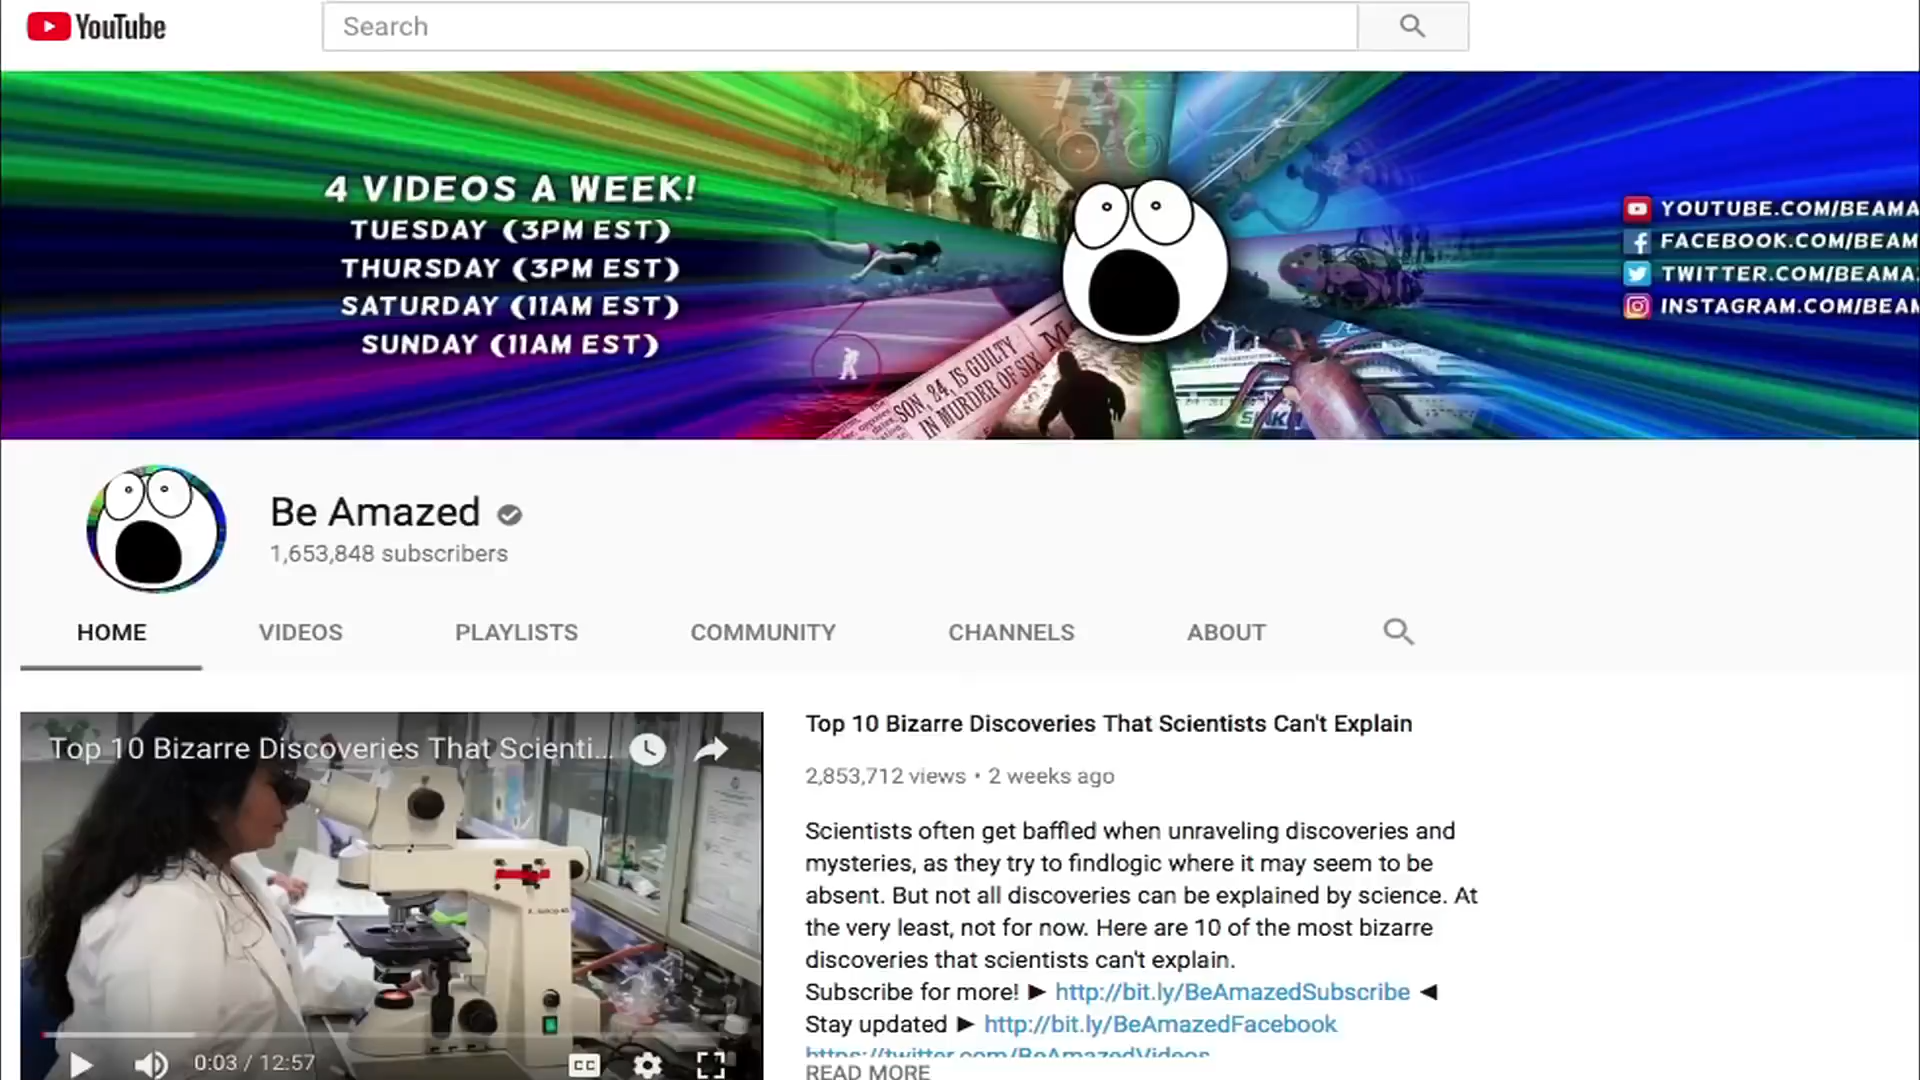 YouTube
Search
4 VIDEOS A WEEK!
TUESDAY (3PM EST)
THURSDAY (3PM EST)
SATURDAY (11AM EST)
SUNDAY (11AM EST)
YOUTUBE.COM/BEAMA
FACEBOOK.COM/BEAM
TWITTER.COM/BEAMA
INSTAGRAM.COM/BEAM
SON, 24, IS GUILTY
IN MURDER OF SIX
Be Amazed
1,653,848 subscribers
HOME
VIDEOS
PLAYLISTS
COMMUNITY
CHANNELS
ABOUT
Top 10 Bizarre Discoveries That Scienti...
0:03 / 12:57
CC
Top 10 Bizarre Discoveries That Scientists Can't Explain
2,853,712 views • 2 weeks ago
Scientists often get baffled when unraveling discoveries and
mysteries, as they try to findlogic where it may seem to be
absent. But not all discoveries can be explained by science. At
the very least, not for now. Here are 10 of the most bizarre
discoveries that scientists can't explain.
Subscribe for more! ► http://bit.ly/BeAmazedSubscribe ◄
Stay updated ► http://bit.ly/BeAmazedFacebook
https://twitter.com/BeAmazedVideos
READ MORE